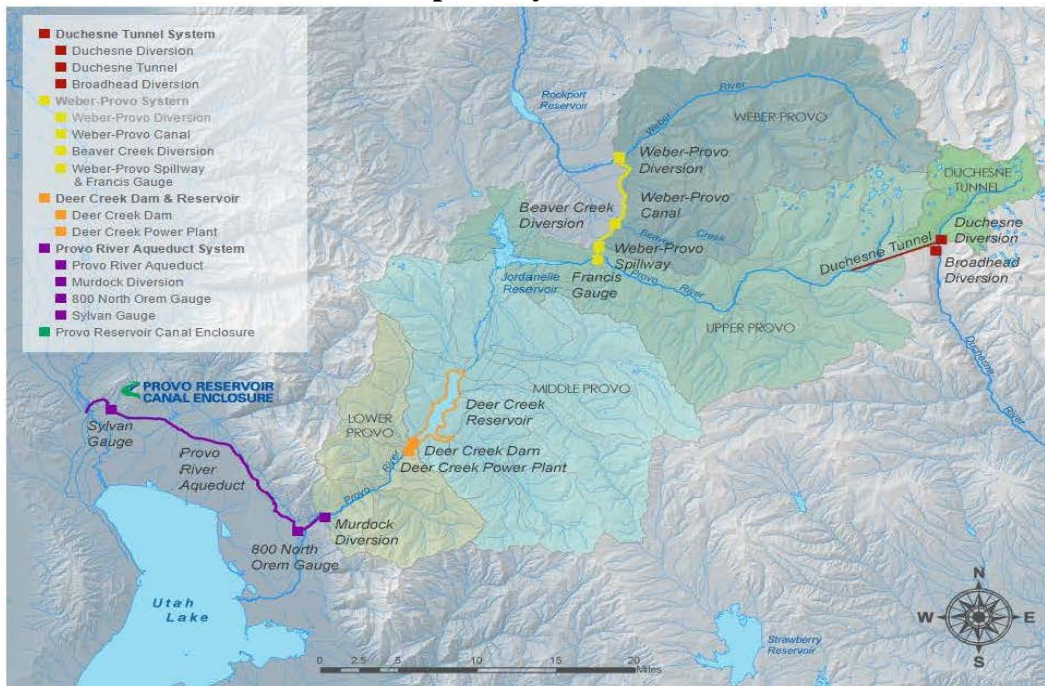 Duchesne Tunnel System
Duchesne Diversion
Duchesne Tunnel
Broadhead Diversion
Weber-Provo System
Weber-Provo Diversion
Weber-Provo Canal
Beaver Creek Diversion
Weber-Provo Spillway
& Francis Gauge
Deer Creek Dam & Reservoir
Deer Creek Dam
Deer Creek Power Plant
Provo River Aqueduct System
Provo River Aqueduct
Murdock Diversion
800 North Orem Gauge
Sylvan Gauge
Provo Reservoir Canal Enclosure
Rockport
Reservoir
Weber
River
WEBER-PROVO
Weber-Provo
Diversion
Weber-Provo
Canal
Beaver Creek
Diversion
Beaver
Creek
Weber-Provo
Spillway
DUCHESNE
TUNNEL
Duchesne
Diversion
Duchesne Tunnel
Broadhead
Diversion
Jordanelle
Reservoir
Francis
Gauge
Provo
River
UPPER PROVO
Duchesne
River
PROVO RESERVOIR
CANAL ENCLOSURE
MIDDLE PROVO
Deer Creek
Reservoir
LOWER
PROVO
Sylvan
Gauge
Provo
River
Aqueduct
Deer Creek Dam
Deer Creek Power Plant
Provo
River
Murdock
Diversion
800 North
Orem Gauge
Utah
Lake
Strawberry
Reservoir
N
W
E
S
0 2.5 5 10 15 20
Miles